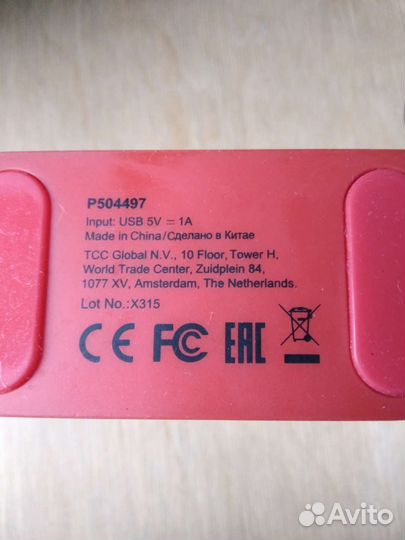 P504497
Input: USB 5V ⎓ 1A
Made in China/Сделано в Китае
TCC Global N.V., 10 Floor, Tower H,
World Trade Center, Zuidplein 84,
1077 XV, Amsterdam, The Netherlands.
Lot No.:X315
CE FC EAC
Avito